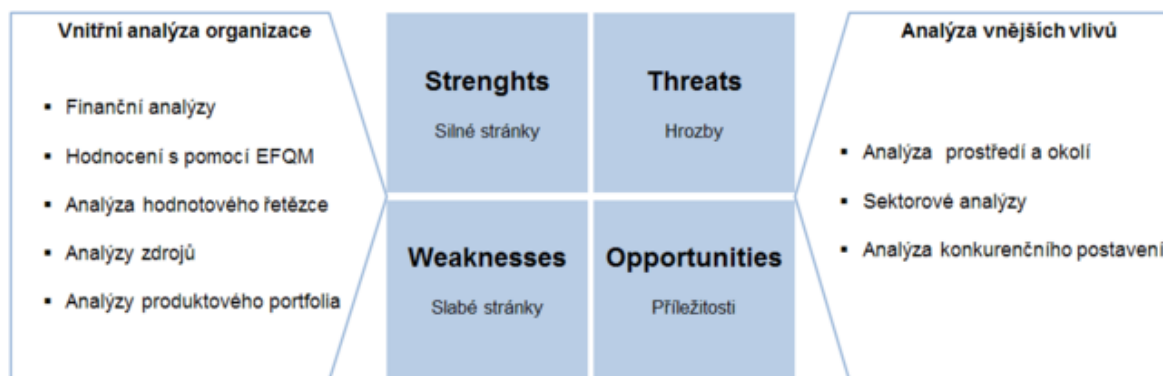 Vnitřní analýza organizace
▪ Finanční analýzy
▪ Hodnocení s pomocí EFQM
▪ Analýza hodnotového řetězce
▪ Analýzy zdrojů
▪ Analýzy produktového portfolia
Strenghts
Silné stránky
Threats
Hrozby
Weaknesses
Slabé stránky
Opportunities
Příležitosti
Analýza vnějších vlivů
▪ Analýza prostředí a okolí
▪ Sektorové analýzy
▪ Analýza konkurenčního postavení